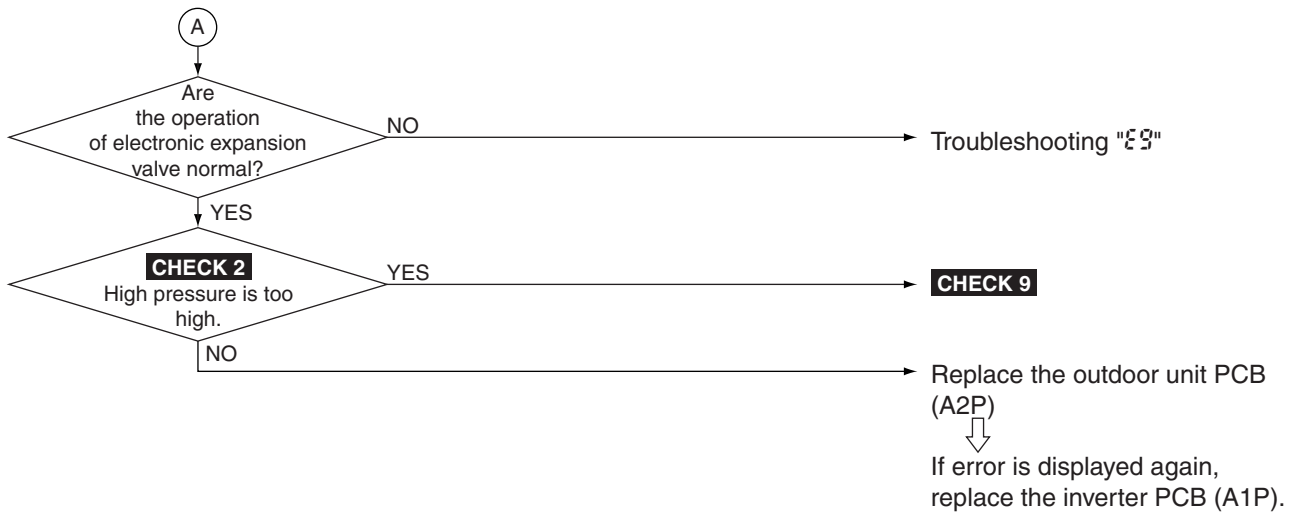 A
Are
the operation
of electronic expansion
valve normal?
NO
Troubleshooting "E9"
YES
CHECK 2
High pressure is too
high.
YES
CHECK 9
NO
Replace the outdoor unit PCB
(A2P)
If error is displayed again,
replace the inverter PCB (A1P).